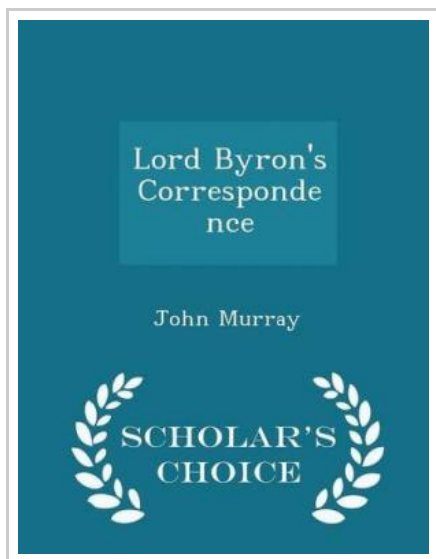 Lord Byron's
Corresponde
nce
John Murray
SCHOLAR'S
CHOICE